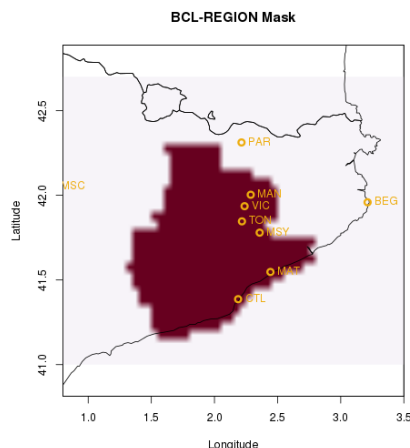 BCL-REGION Mask
42.5
42.0
41.5
41.0
Latitude
PAR
MSC
MAN
BEG
VIC
TON
MSY
MAT
CTL
1.0 1.5 2.0 2.5 3.0 3.5
Longitude